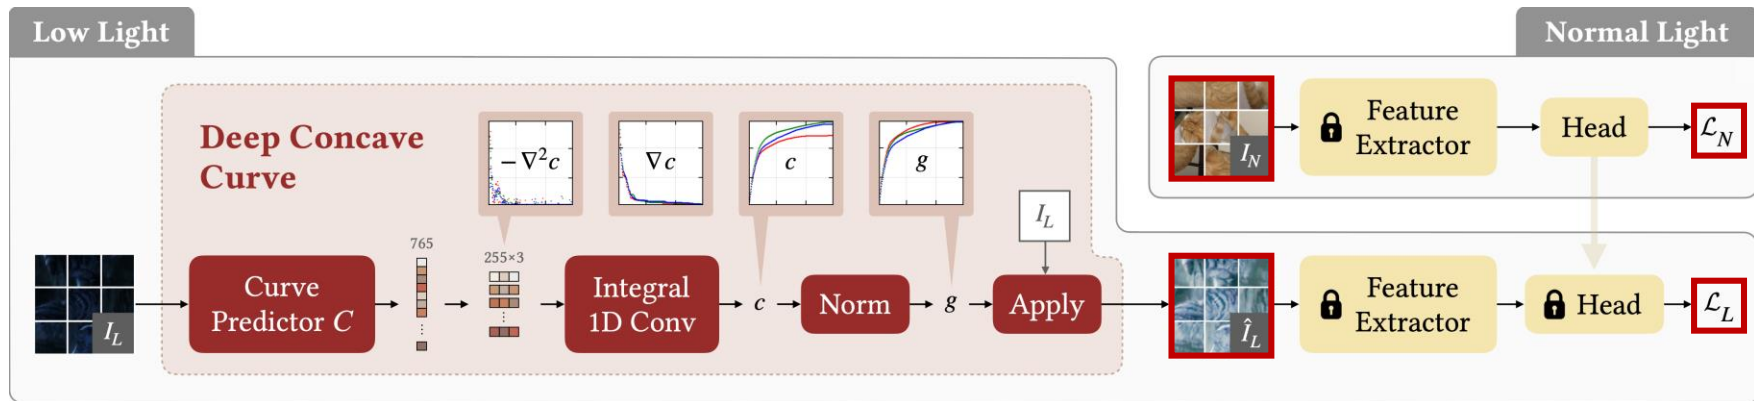 Low Light
Normal Light
Deep Concave
Curve
−∇²c
∇c
c
g
I_L
I_N
Feature
Extractor
Head
ℒ_N
I_L
Curve
Predictor C
765
255×3
Integral
1D Conv
c
Norm
g
Apply
Î_L
Feature
Extractor
Head
ℒ_L